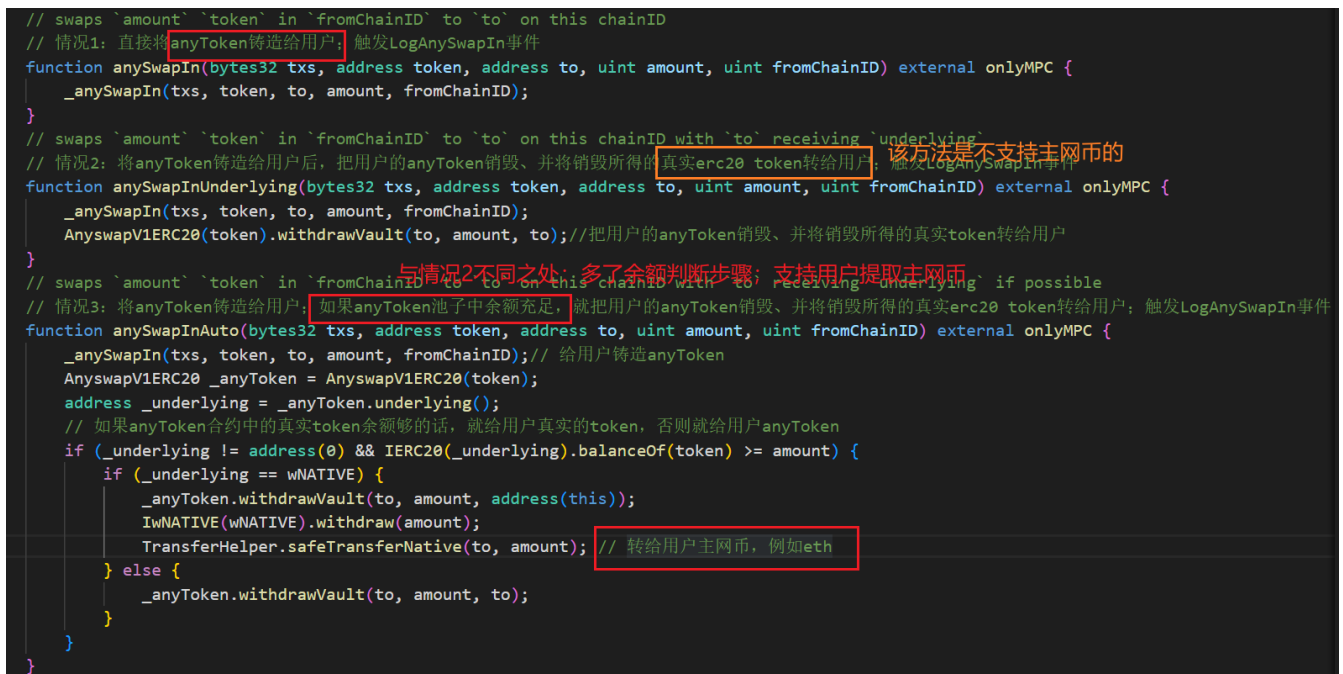 // swaps `amount` `token` in `fromChainID` to `to` on this chainID
// 情况1：直接将anyToken铸造给用户；触发LogAnySwapIn事件
function anySwapIn(bytes32 txs, address token, address to, uint amount, uint fromChainID) external onlyMPC {
_anySwapIn(txs, token, to, amount, fromChainID);
}
// swaps `amount` `token` in `fromChainID` to `to` on this chainID with `to` receiving `underlying`
该方法是不支持主网币的
// 情况2：将anyToken铸造给用户后，把用户的anyToken销毁、并将销毁所得的真实erc20 token转给用户；触发LogAnySwapIn事件
function anySwapInUnderlying(bytes32 txs, address token, address to, uint amount, uint fromChainID) external onlyMPC {
_anySwapIn(txs, token, to, amount, fromChainID);
AnyswapV1ERC20(token).withdrawVault(to, amount, to);//把用户的anyToken销毁、并将销毁所得的真实token转给用户
}
与情况2不同之处：多了余额判断步骤；支持用户提取主网币
// swaps `amount` `token` in `fromChainID` to `to` on this chainID with `to` receiving `underlying` if possible
// 情况3：将anyToken铸造给用户；如果anyToken池子中余额充足，就把用户的anyToken销毁、并将销毁所得的真实erc20 token转给用户；触发LogAnySwapIn事件
function anySwapInAuto(bytes32 txs, address token, address to, uint amount, uint fromChainID) external onlyMPC {
_anySwapIn(txs, token, to, amount, fromChainID);// 给用户铸造anyToken
AnyswapV1ERC20 _anyToken = AnyswapV1ERC20(token);
address _underlying = _anyToken.underlying();
// 如果anyToken合约中的真实token余额够的话，就给用户真实的token，否则就给用户anyToken
if (_underlying != address(0) && IERC20(_underlying).balanceOf(token) >= amount) {
if (_underlying == wNATIVE) {
_anyToken.withdrawVault(to, amount, address(this));
IwNATIVE(wNATIVE).withdraw(amount);
TransferHelper.safeTransferNative(to, amount); // 转给用户主网币，例如eth
} else {
_anyToken.withdrawVault(to, amount, to);
}
}
}